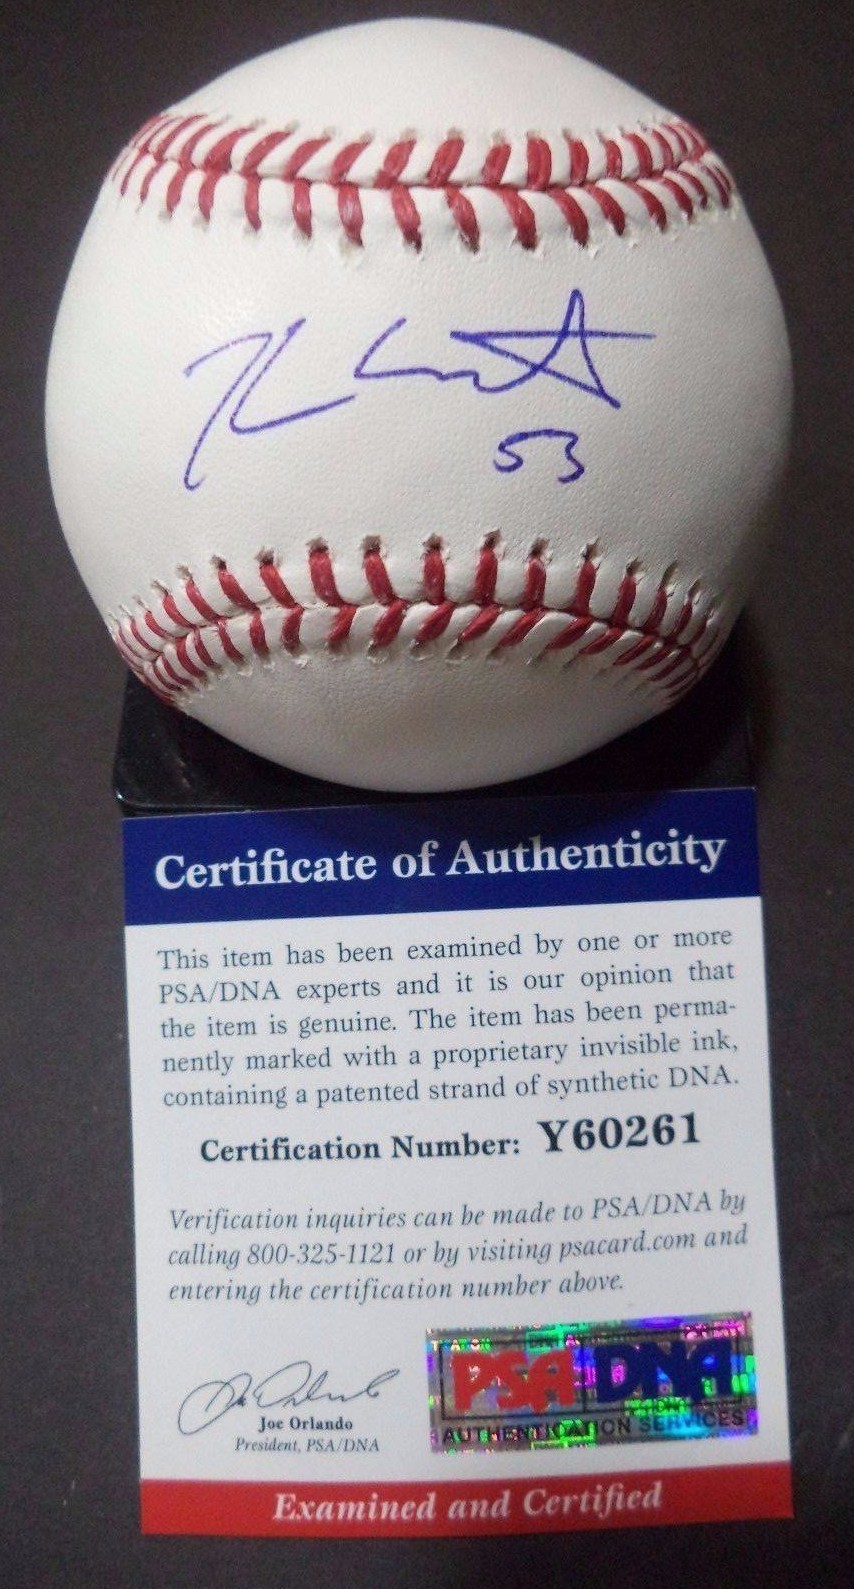 53
Certificate of Authenticity
This item has been examined by one or more
PSA/DNA experts and it is our opinion that
the item is genuine. The item has been perma-
nently marked with a proprietary invisible ink,
containing a patented strand of synthetic DNA.
Certification Number: Y60261
Verification inquiries can be made to PSA/DNA by
calling 800-325-1121 or by visiting psacard.com and
entering the certification number above.
Joe Orlando
President, PSA/DNA
PSA DNA
AUTHENTICATION SERVICES
Examined and Certified